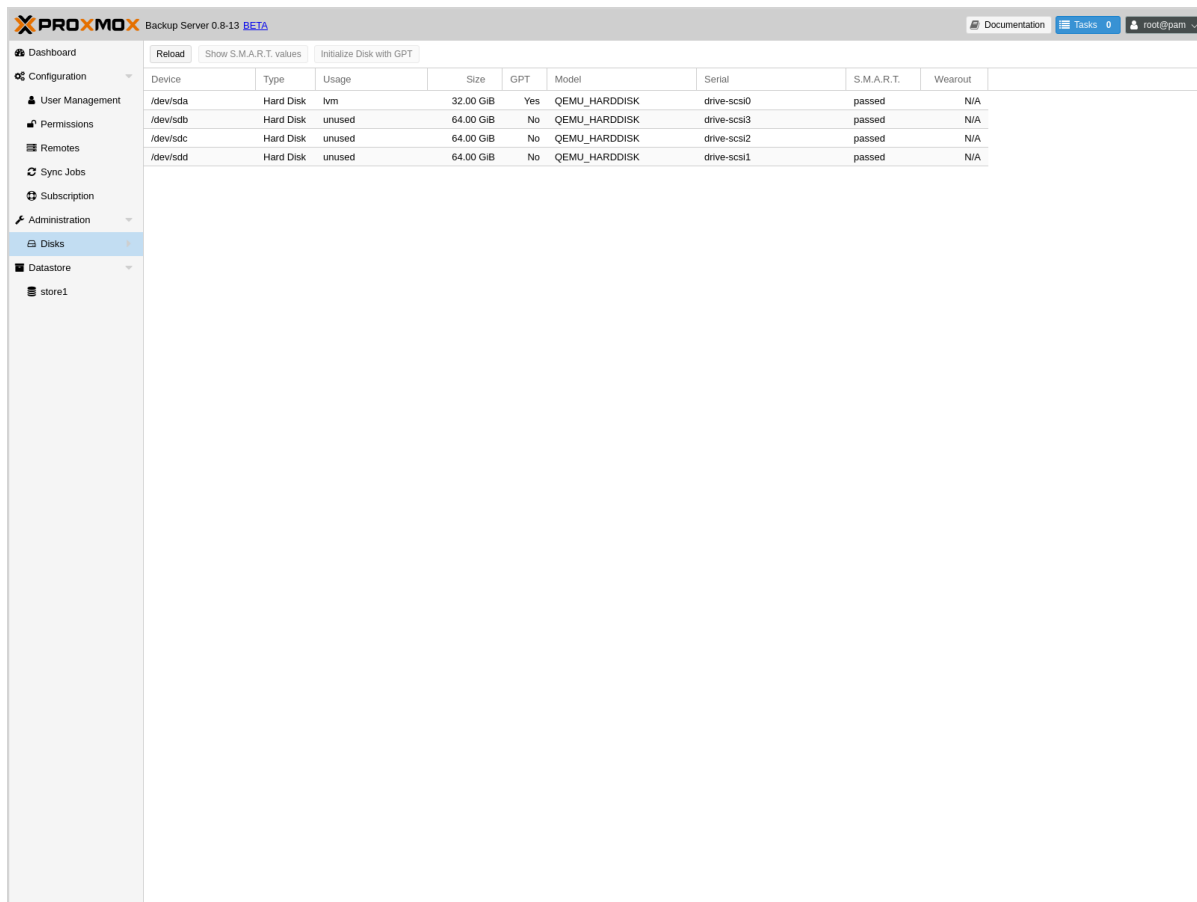 PROXMOX Backup Server 0.8-13 BETA Documentation Tasks 0 root@pam
Dashboard
Configuration
User Management
Permissions
Remotes
Sync Jobs
Subscription
Administration
Disks
Datastore
store1
Reload Show S.M.A.R.T. values Initialize Disk with GPT
Device Type Usage Size GPT Model Serial S.M.A.R.T. Wearout
/dev/sda Hard Disk lvm 32.00 GiB Yes QEMU_HARDDISK drive-scsi0 passed N/A
/dev/sdb Hard Disk unused 64.00 GiB No QEMU_HARDDISK drive-scsi3 passed N/A
/dev/sdc Hard Disk unused 64.00 GiB No QEMU_HARDDISK drive-scsi2 passed N/A
/dev/sdd Hard Disk unused 64.00 GiB No QEMU_HARDDISK drive-scsi1 passed N/A